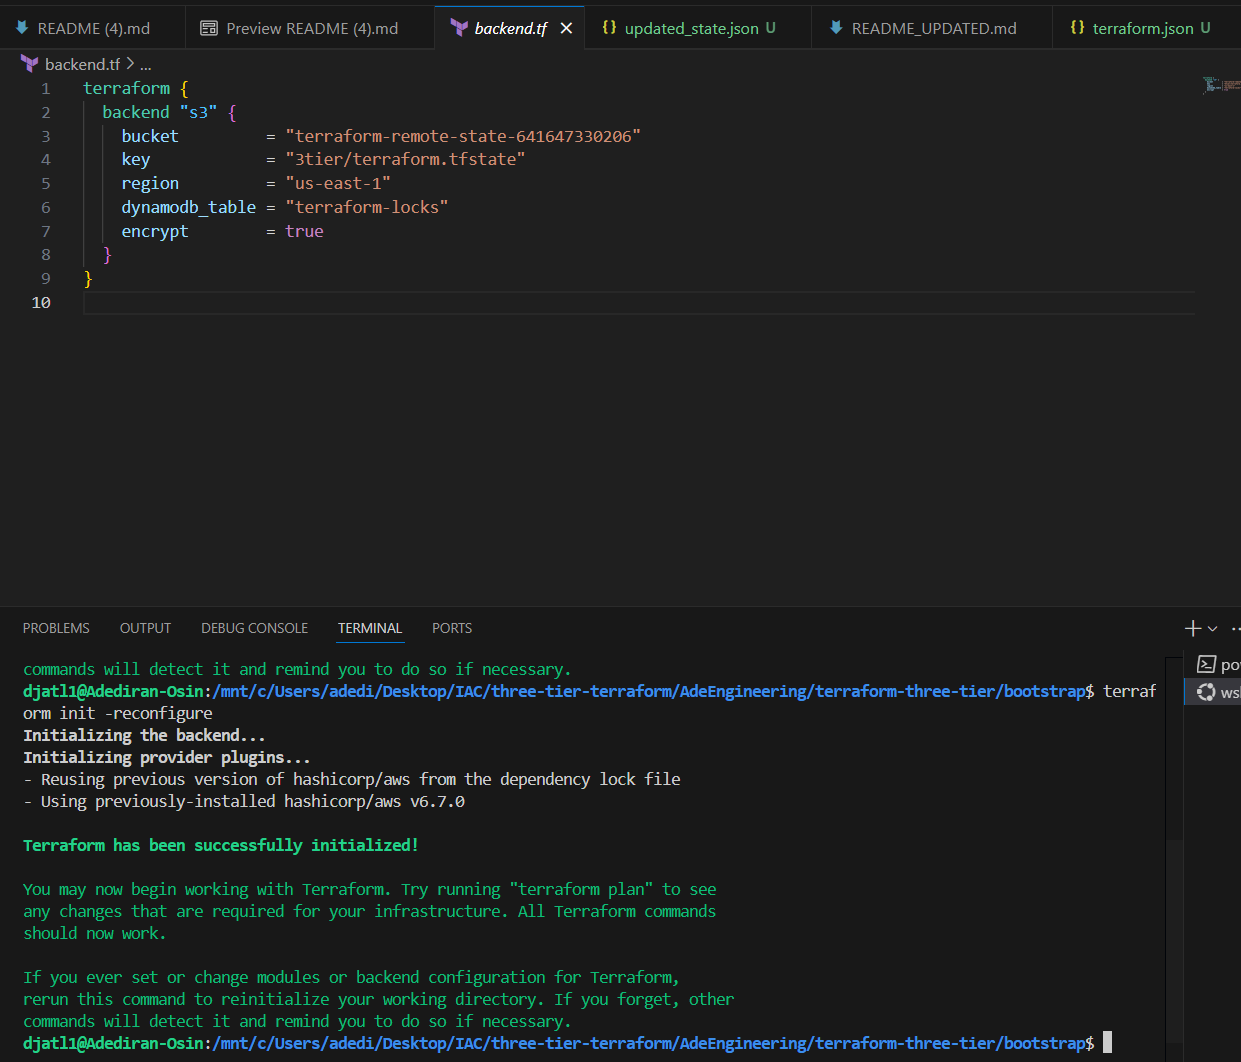 README (4).md
Preview README (4).md
backend.tf
{} updated_state.json U
README_UPDATED.md
{} terraform.json U
backend.tf > ...
1 terraform {
2 backend "s3" {
3 bucket = "terraform-remote-state-641647330206"
4 key = "3tier/terraform.tfstate"
5 region = "us-east-1"
6 dynamodb_table = "terraform-locks"
7 encrypt = true
8 }
9 }
10
PROBLEMS OUTPUT DEBUG CONSOLE TERMINAL PORTS
commands will detect it and remind you to do so if necessary.
djatl1@Adediran-Osin:/mnt/c/Users/adedi/Desktop/IAC/three-tier-terraform/AdeEngineering/terraform-three-tier/bootstrap$ terraf
orm init -reconfigure
Initializing the backend...
Initializing provider plugins...
- Reusing previous version of hashicorp/aws from the dependency lock file
- Using previously-installed hashicorp/aws v6.7.0
Terraform has been successfully initialized!
You may now begin working with Terraform. Try running "terraform plan" to see
any changes that are required for your infrastructure. All Terraform commands
should now work.
If you ever set or change modules or backend configuration for Terraform,
rerun this command to reinitialize your working directory. If you forget, other
commands will detect it and remind you to do so if necessary.
djatl1@Adediran-Osin:/mnt/c/Users/adedi/Desktop/IAC/three-tier-terraform/AdeEngineering/terraform-three-tier/bootstrap$